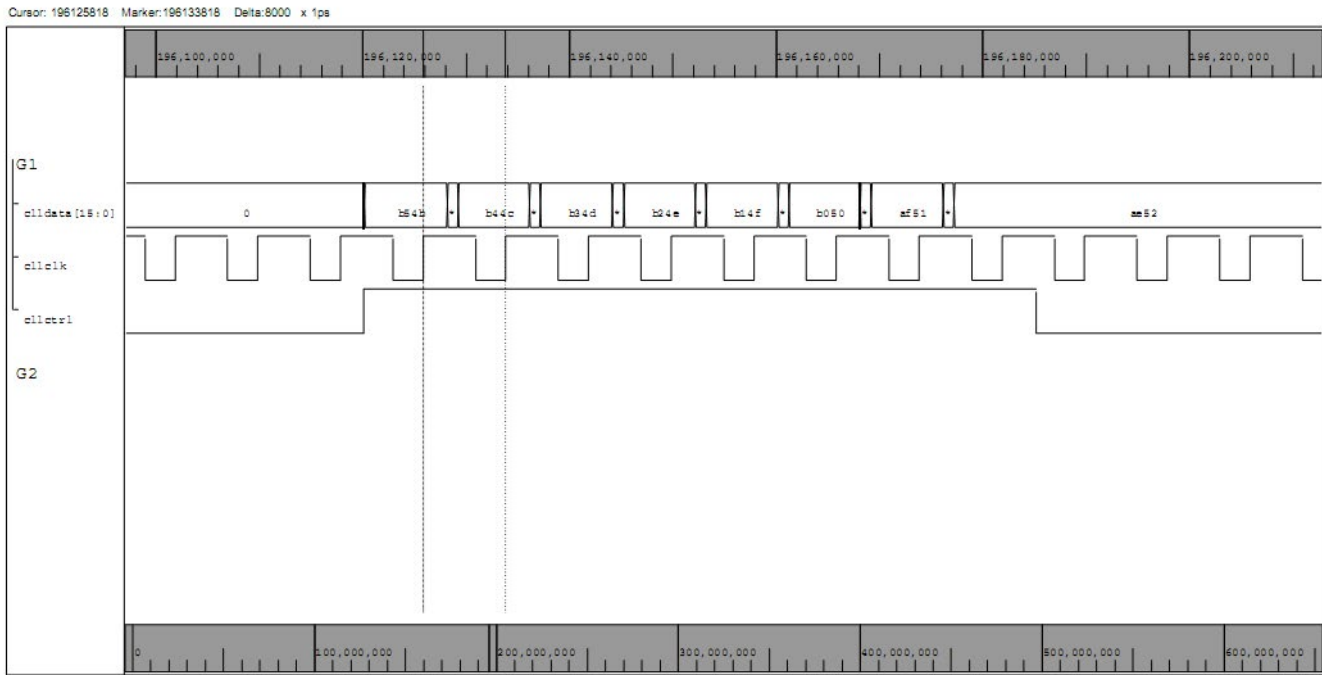 Cursor: 196125818 Marker:196133818 Delta:8000 x 1ps
196,100,000 196,120,000 196,140,000 196,160,000 196,180,000 196,200,000
G1
clldata[15:0] 0 b54b * b44c * b34d * b24e * b14f * b050 * af51 * ae52
cllclk
cllctrl
G2
0 100,000,000 200,000,000 300,000,000 400,000,000 500,000,000 600,000,000